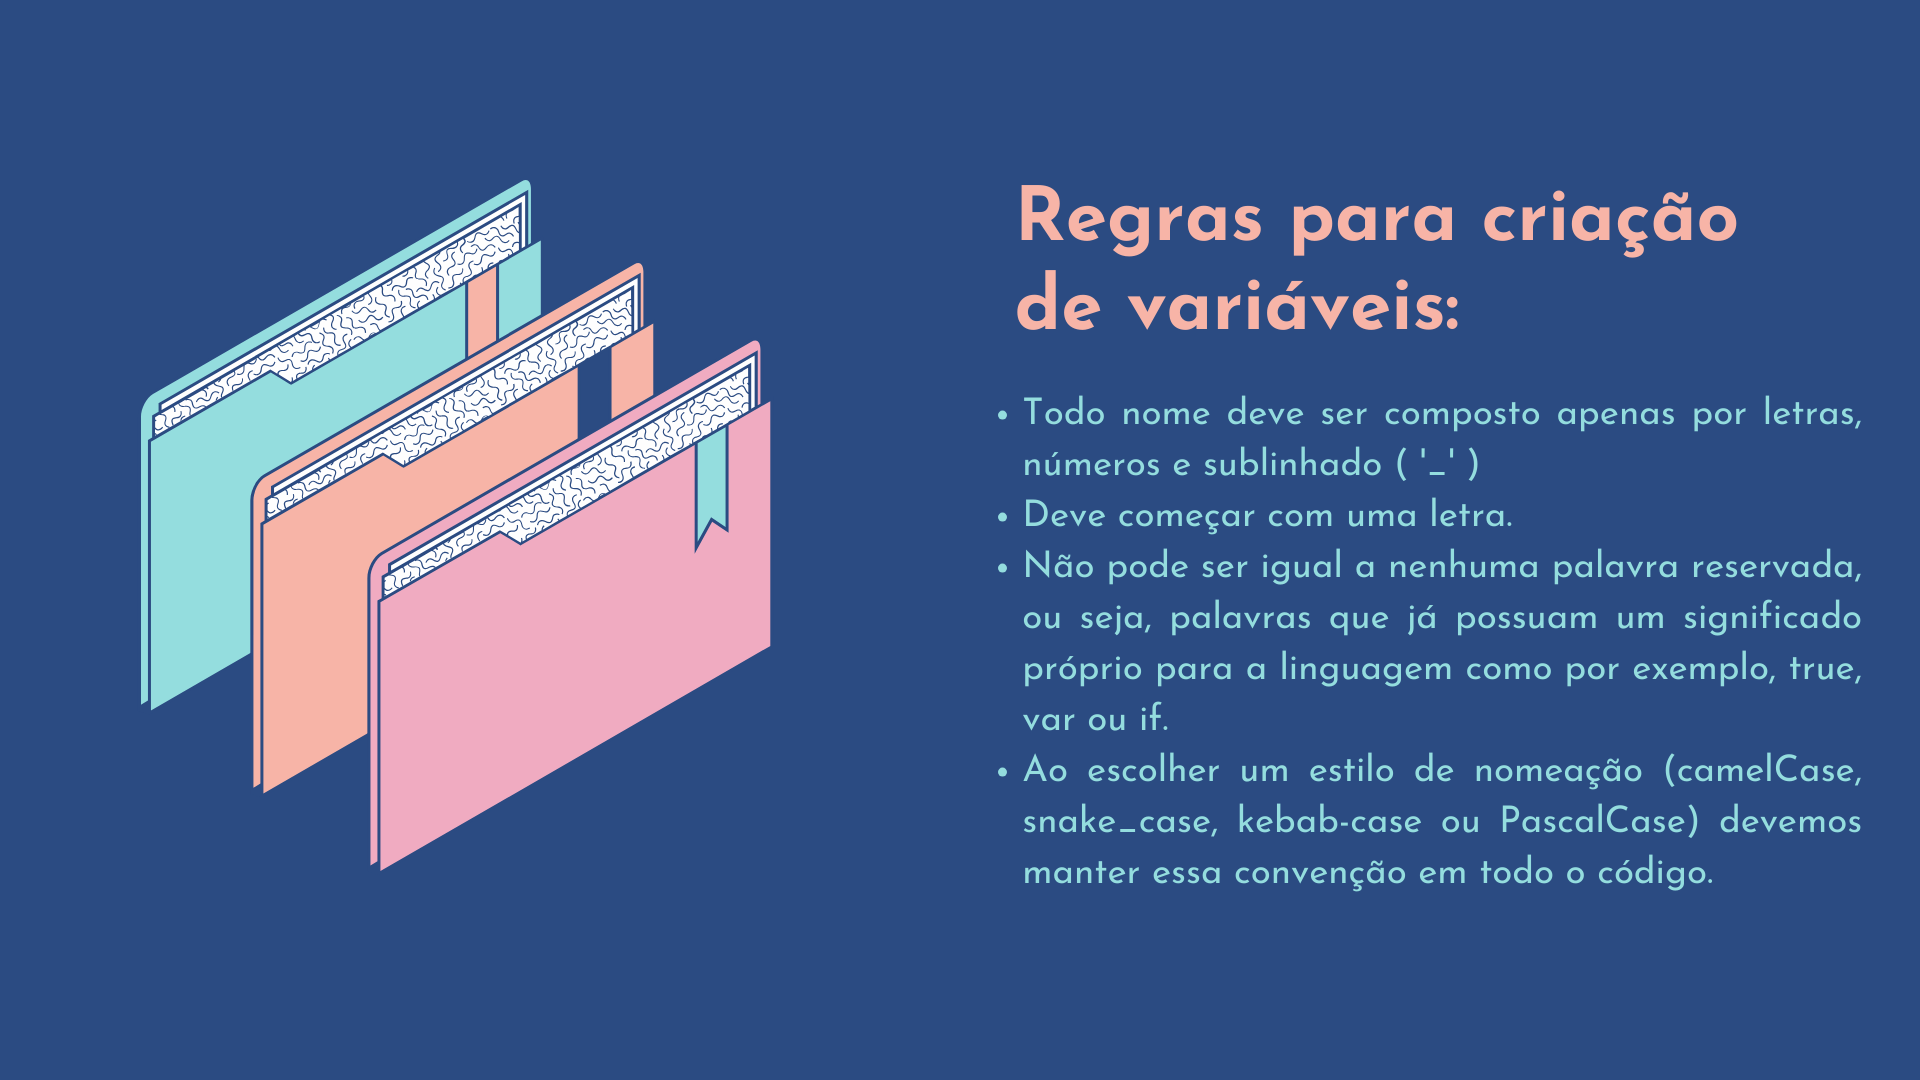 Regras para criação
de variáveis:
• Todo nome deve ser composto apenas por letras,
números e sublinhado ( '_' )
• Deve começar com uma letra.
• Não pode ser igual a nenhuma palavra reservada,
ou seja, palavras que já possuam um significado
próprio para a linguagem como por exemplo, true,
var ou if.
• Ao escolher um estilo de nomeação (camelCase,
snake_case, kebab-case ou PascalCase) devemos
manter essa convenção em todo o código.